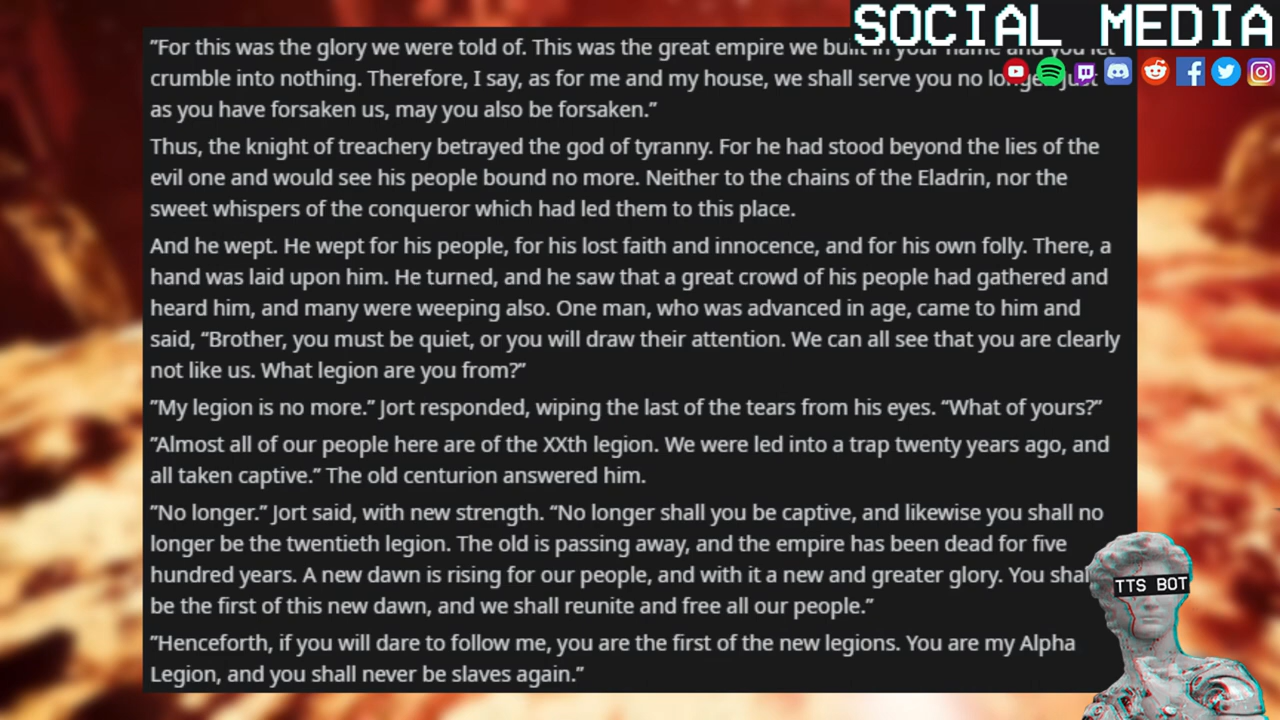 SOCIAL MEDIA
"For this was the glory we were told of. This was the great empire we built in your name and you let
crumble into nothing. Therefore, I say, as for me and my house, we shall serve you no longer just
as you have forsaken us, may you also be forsaken."
Thus, the knight of treachery betrayed the god of tyranny. For he had stood beyond the lies of the
evil one and would see his people bound no more. Neither to the chains of the Eladrin, nor the
sweet whispers of the conqueror which had led them to this place.
And he wept. He wept for his people, for his lost faith and innocence, and for his own folly. There, a
hand was laid upon him. He turned, and he saw that a great crowd of his people had gathered and
heard him, and many were weeping also. One man, who was advanced in age, came to him and
said, "Brother, you must be quiet, or you will draw their attention. We can all see that you are clearly
not like us. What legion are you from?"
"My legion is no more." Jort responded, wiping the last of the tears from his eyes. "What of yours?"
"Almost all of our people here are of the XXth legion. We were led into a trap twenty years ago, and
all taken captive." The old centurion answered him.
"No longer." Jort said, with new strength. "No longer shall you be captive, and likewise you shall no
longer be the twentieth legion. The old is passing away, and the empire has been dead for five
hundred years. A new dawn is rising for our people, and with it a new and greater glory. You shal
be the first of this new dawn, and we shall reunite and free all our people."
"Henceforth, if you will dare to follow me, you are the first of the new legions. You are my Alpha
Legion, and you shall never be slaves again."
TTS BOT